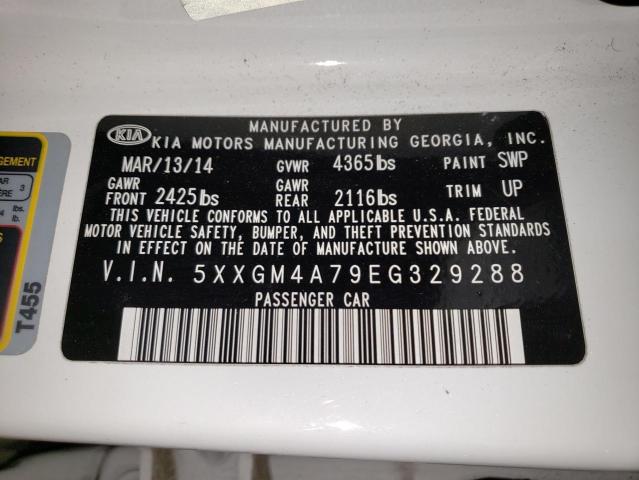 KIA
MANUFACTURED BY
KIA MOTORS MANUFACTURING GEORGIA, INC.
MAR/13/14 GVWR 4365lbs PAINT SWP
GAWR FRONT 2425lbs GAWR REAR 2116lbs TRIM UP
THIS VEHICLE CONFORMS TO ALL APPLICABLE U.S.A. FEDERAL
MOTOR VEHICLE SAFETY, BUMPER, AND THEFT PREVENTION STANDARDS
IN EFFECT ON THE DATE OF MANUFACTURE SHOWN ABOVE.
V.I.N. 5XXGM4A79EG329288
PASSENGER CAR
3
lbs.
T455